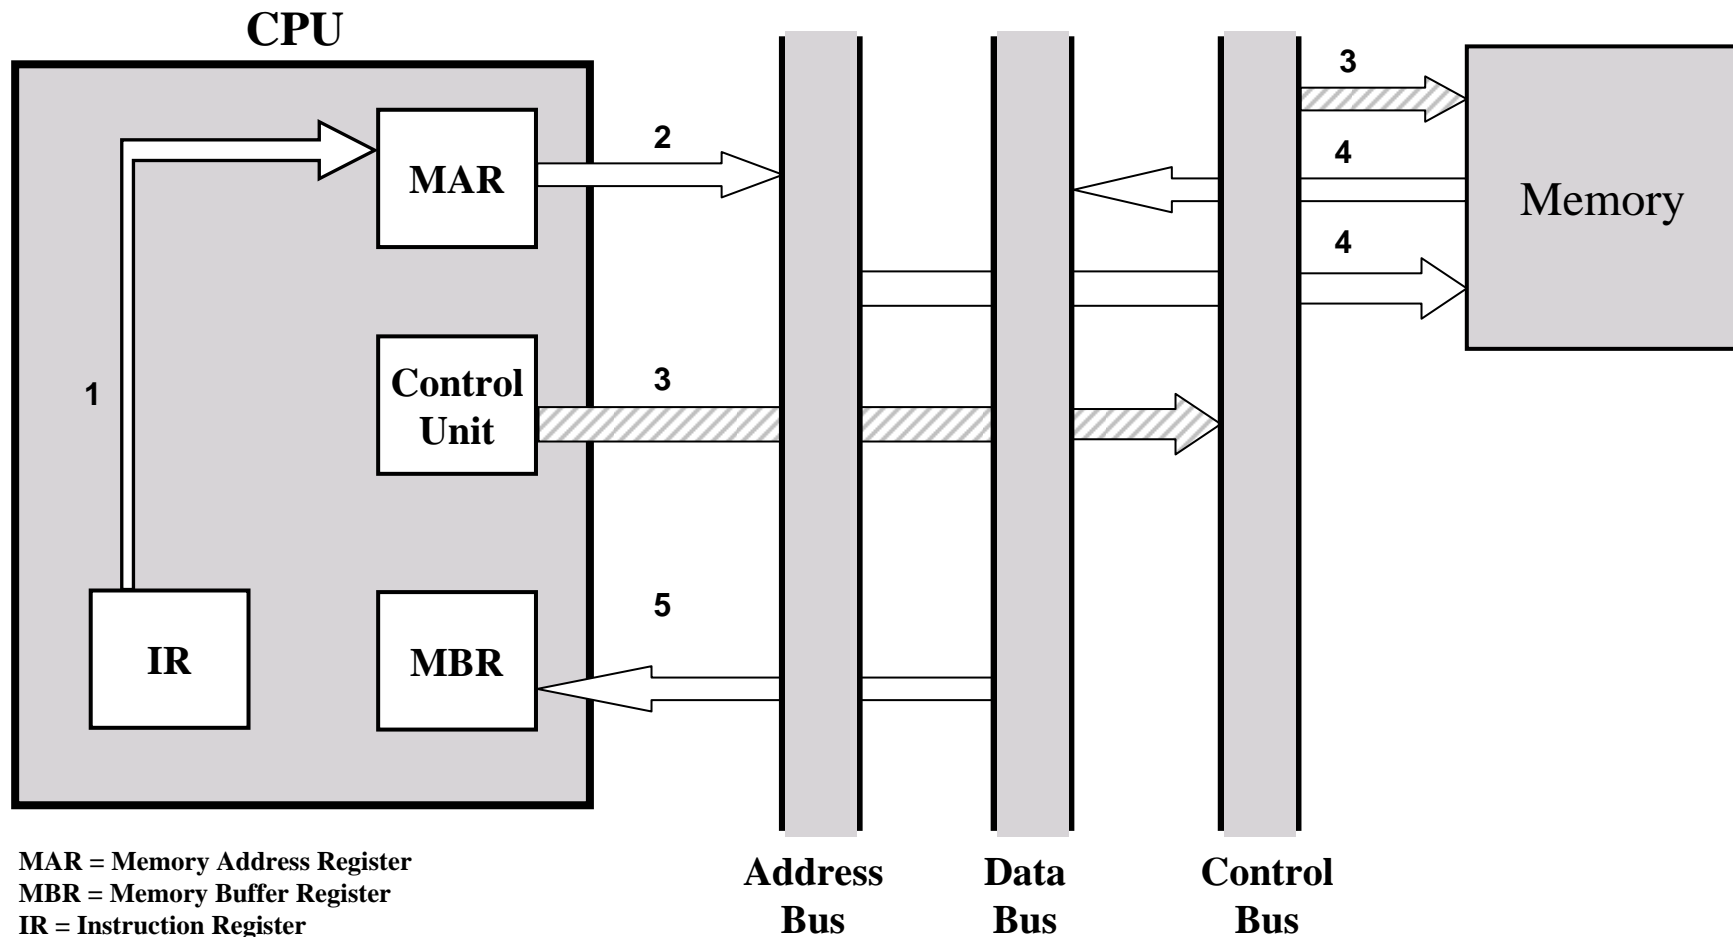 CPU
MAR
Control
Unit
IR
MBR
1
2
3
5
3
4
4
Memory
Address
Bus
Data
Bus
Control
Bus
MAR = Memory Address Register
MBR = Memory Buffer Register
IR = Instruction Register